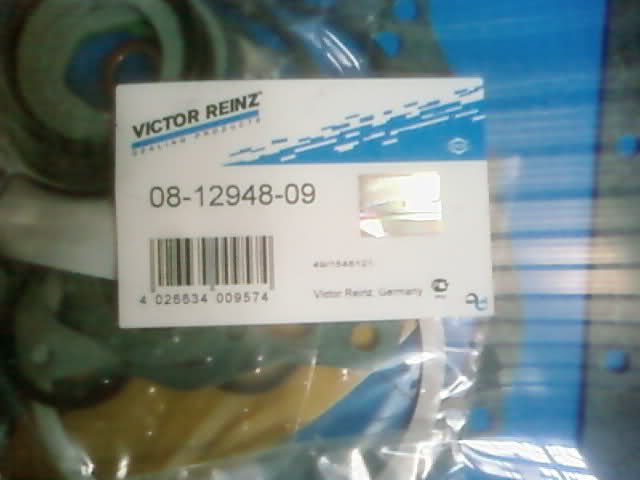 VICTOR REINZ
SEALING PRODUCTS
08-12948-09
4 026634 009574
Victor Reinz, Germany